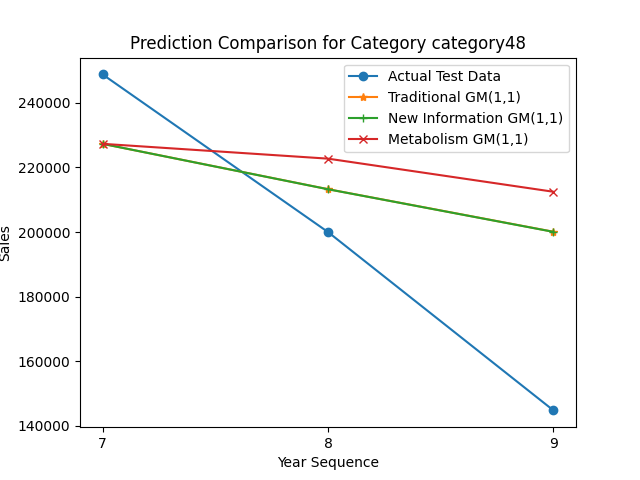 Prediction Comparison for Category category48
Actual Test Data
Traditional GM(1,1)
New Information GM(1,1)
Metabolism GM(1,1)
240000
220000
200000
180000
160000
140000
Sales
7
8
9
Year Sequence